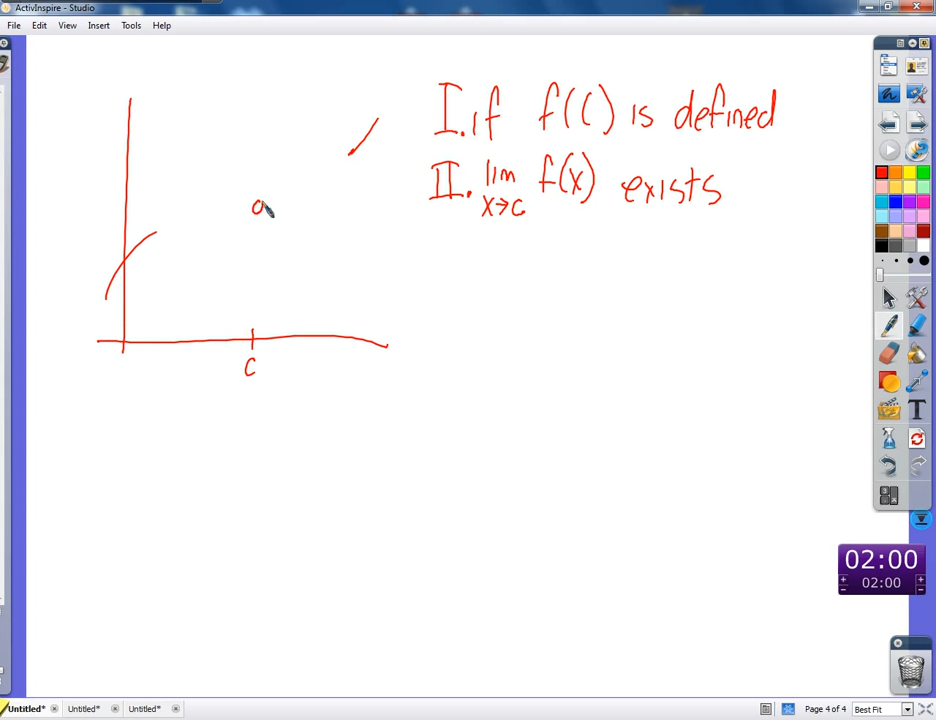 ActivInspire - Studio
File Edit View Insert Tools Help
I. if f(c) is defined
II. lim f(x) exists
x→c
c
02:00
02:00
Untitled* Untitled* Untitled*
Page 4 of 4 Best Fit